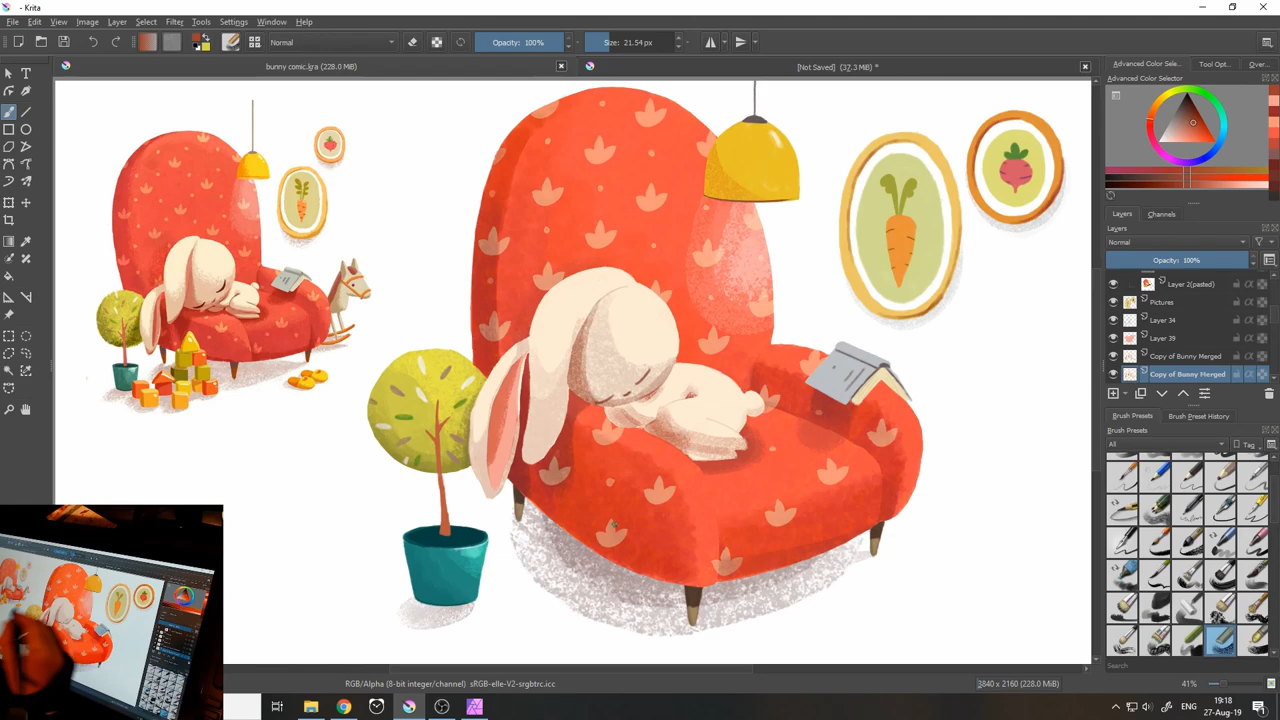 - Krita
File Edit View Image Layer Select Filter Tools Settings Window Help
Normal
Opacity: 100%
Size: 21.54 px
bunny comic.kra (228.0 MiB)
[Not Saved] (37.3 MiB) *
Advanced Color Sele... Tool Opt... Over...
Advanced Color Selector
Layers Channels
Layers
Normal
Opacity: 100%
Layer 2(pasted)
Pictures
Layer 34
Layer 39
Copy of Bunny Merged
Copy of Bunny Merged
Brush Presets Brush Preset History
Brush Presets
All
Tag
Search
RGB/Alpha (8-bit integer/channel) sRGB-elle-V2-srgbtrc.icc
3840 x 2160 (228.0 MiB)
41%
ENG
19:18
27-Aug-19